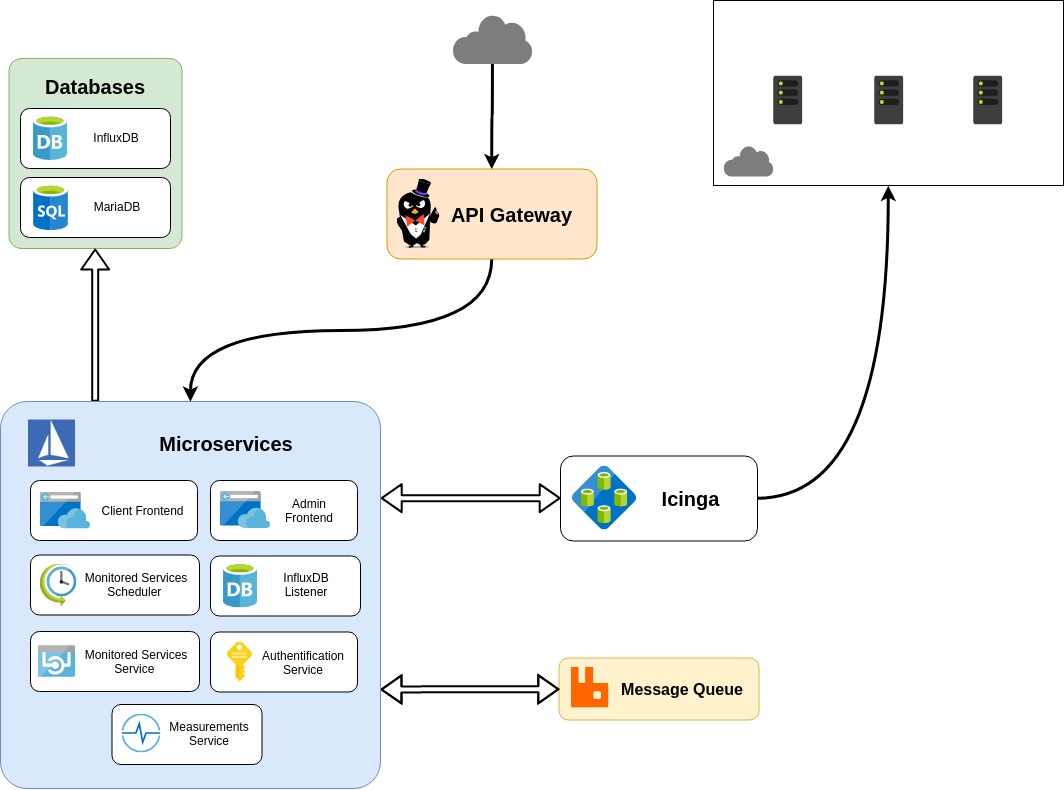 Databases
DB
InfluxDB
SQL
MariaDB
API Gateway
Microservices
Client Frontend
Admin
Frontend
Monitored Services
Scheduler
DB
InfluxDB
Listener
Monitored Services
Service
Authentification
Service
Measurements
Service
Icinga
Message Queue